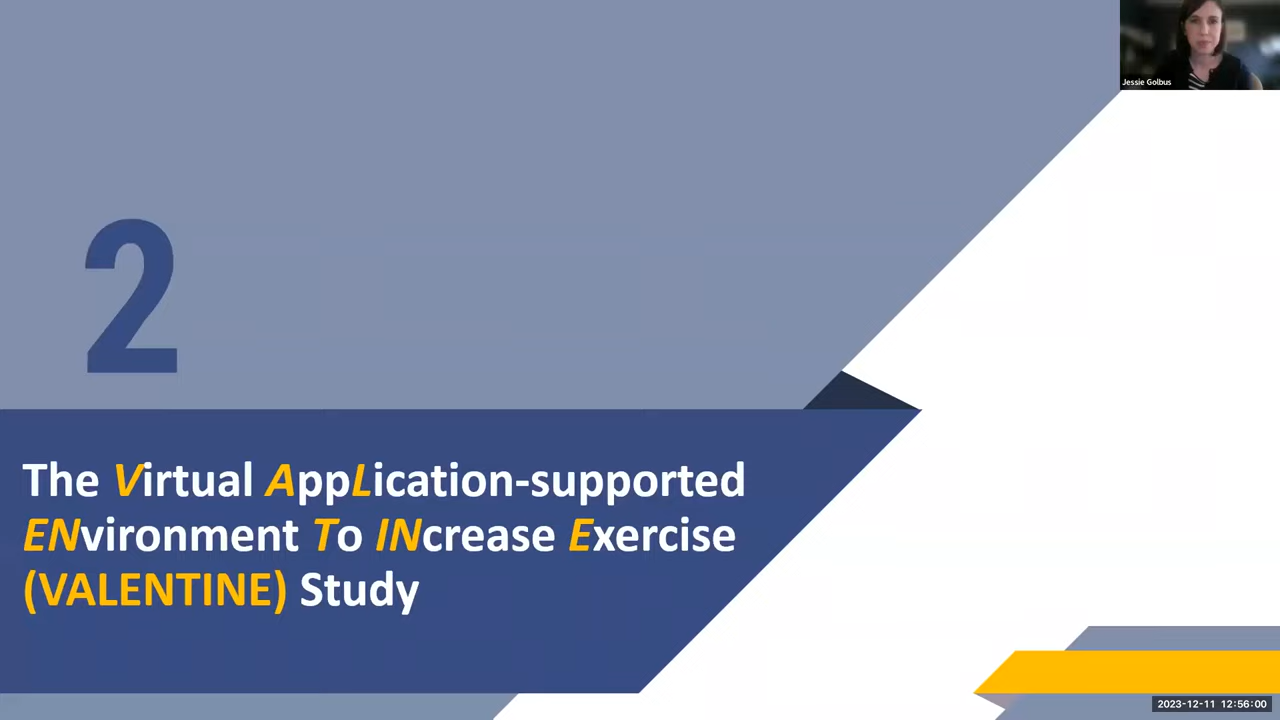 Jessie Golbus
2
The Virtual AppLication-supported
ENvironment To INcrease Exercise
(VALENTINE) Study
2023-12-11 12:56:00